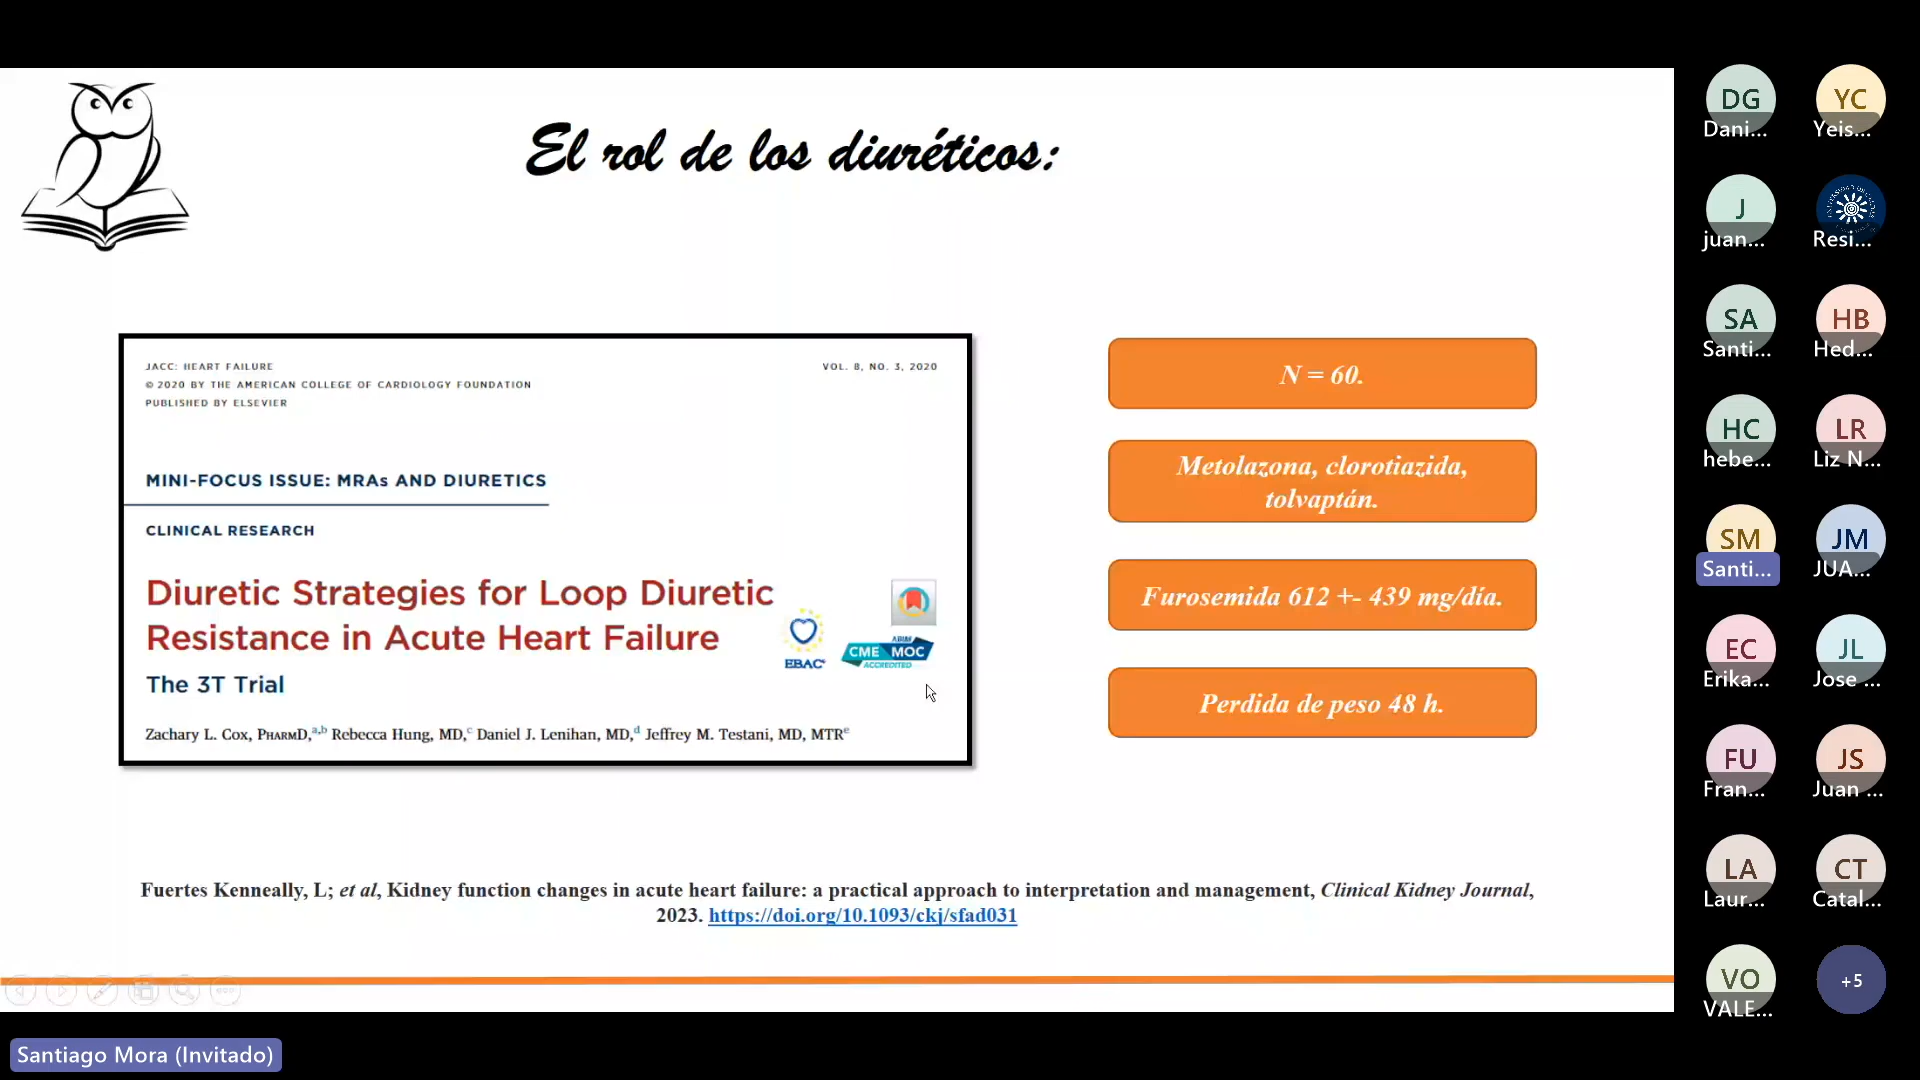 El rol de los diuréticos:
JACC: HEART FAILURE
VOL. 8, NO. 3, 2020
© 2020 BY THE AMERICAN COLLEGE OF CARDIOLOGY FOUNDATION
PUBLISHED BY ELSEVIER
MINI-FOCUS ISSUE: MRAs AND DIURETICS
CLINICAL RESEARCH
Diuretic Strategies for Loop Diuretic
Resistance in Acute Heart Failure
EBAC
ABIM
CME MOC
ACCREDITED
The 3T Trial
Zachary L. Cox, PHARMD,a,b Rebecca Hung, MD,c Daniel J. Lenihan, MD,d Jeffrey M. Testani, MD, MTRe
N = 60.
Metolazona, clorotiazida,
tolvaptán.
Furosemida 612 +- 439 mg/día.
Perdida de peso 48 h.
Fuertes Kenneally, L; et al, Kidney function changes in acute heart failure: a practical approach to interpretation and management, Clinical Kidney Journal,
2023. https://doi.org/10.1093/ckj/sfad031
Santiago Mora (Invitado)
DG
Dani...
YC
Yeis...
J
juan...
Resi...
SA
Santi...
HB
Hed...
HC
hebe...
LR
Liz N...
SM
Santi...
JM
JUA...
EC
Erika...
JL
Jose ...
FU
Fran...
JS
Juan ...
LA
Laur...
CT
Catal...
VO
VALE...
+5